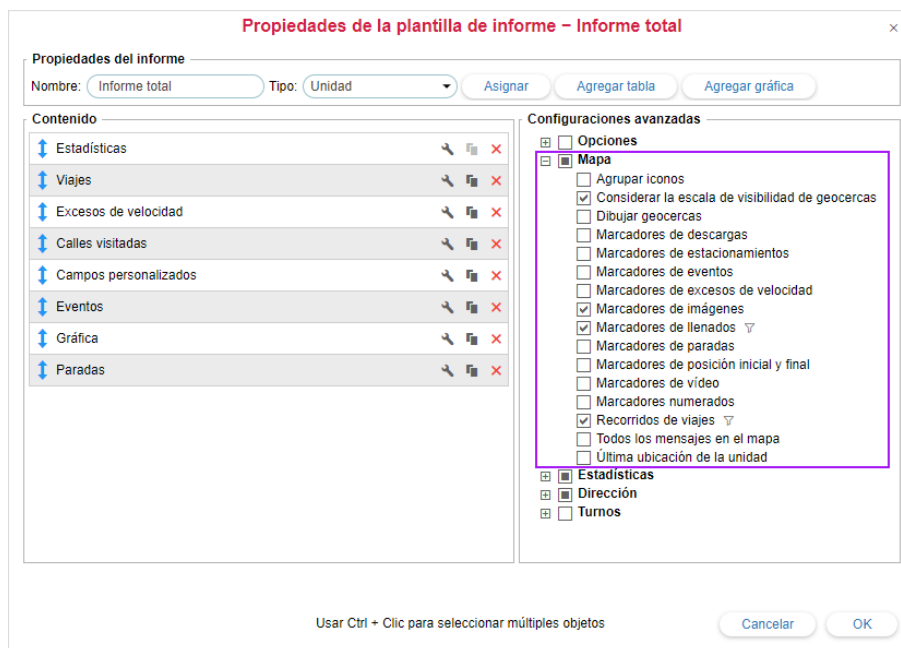 Propiedades de la plantilla de informe – Informe total
×
Propiedades del informe
Nombre: Informe total Tipo: Unidad Asignar Agregar tabla Agregar gráfica
Contenido
Estadísticas
Viajes
Excesos de velocidad
Calles visitadas
Campos personalizados
Eventos
Gráfica
Paradas
Configuraciones avanzadas
Opciones
Mapa
Agrupar iconos
Considerar la escala de visibilidad de geocercas
Dibujar geocercas
Marcadores de descargas
Marcadores de estacionamientos
Marcadores de eventos
Marcadores de excesos de velocidad
Marcadores de imágenes
Marcadores de llenados
Marcadores de paradas
Marcadores de posición inicial y final
Marcadores de vídeo
Marcadores numerados
Recorridos de viajes
Todos los mensajes en el mapa
Última ubicación de la unidad
Estadísticas
Dirección
Turnos
Usar Ctrl + Clic para seleccionar múltiples objetos
Cancelar OK